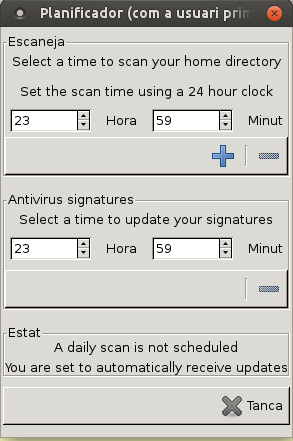 Planificador (com a usuari prin
Escaneja
Select a time to scan your home directory
Set the scan time using a 24 hour clock
23 Hora 59 Minut
Antivirus signatures
Select a time to update your signatures
23 Hora 59 Minut
Estat
A daily scan is not scheduled
You are set to automatically receive updates
Tanca